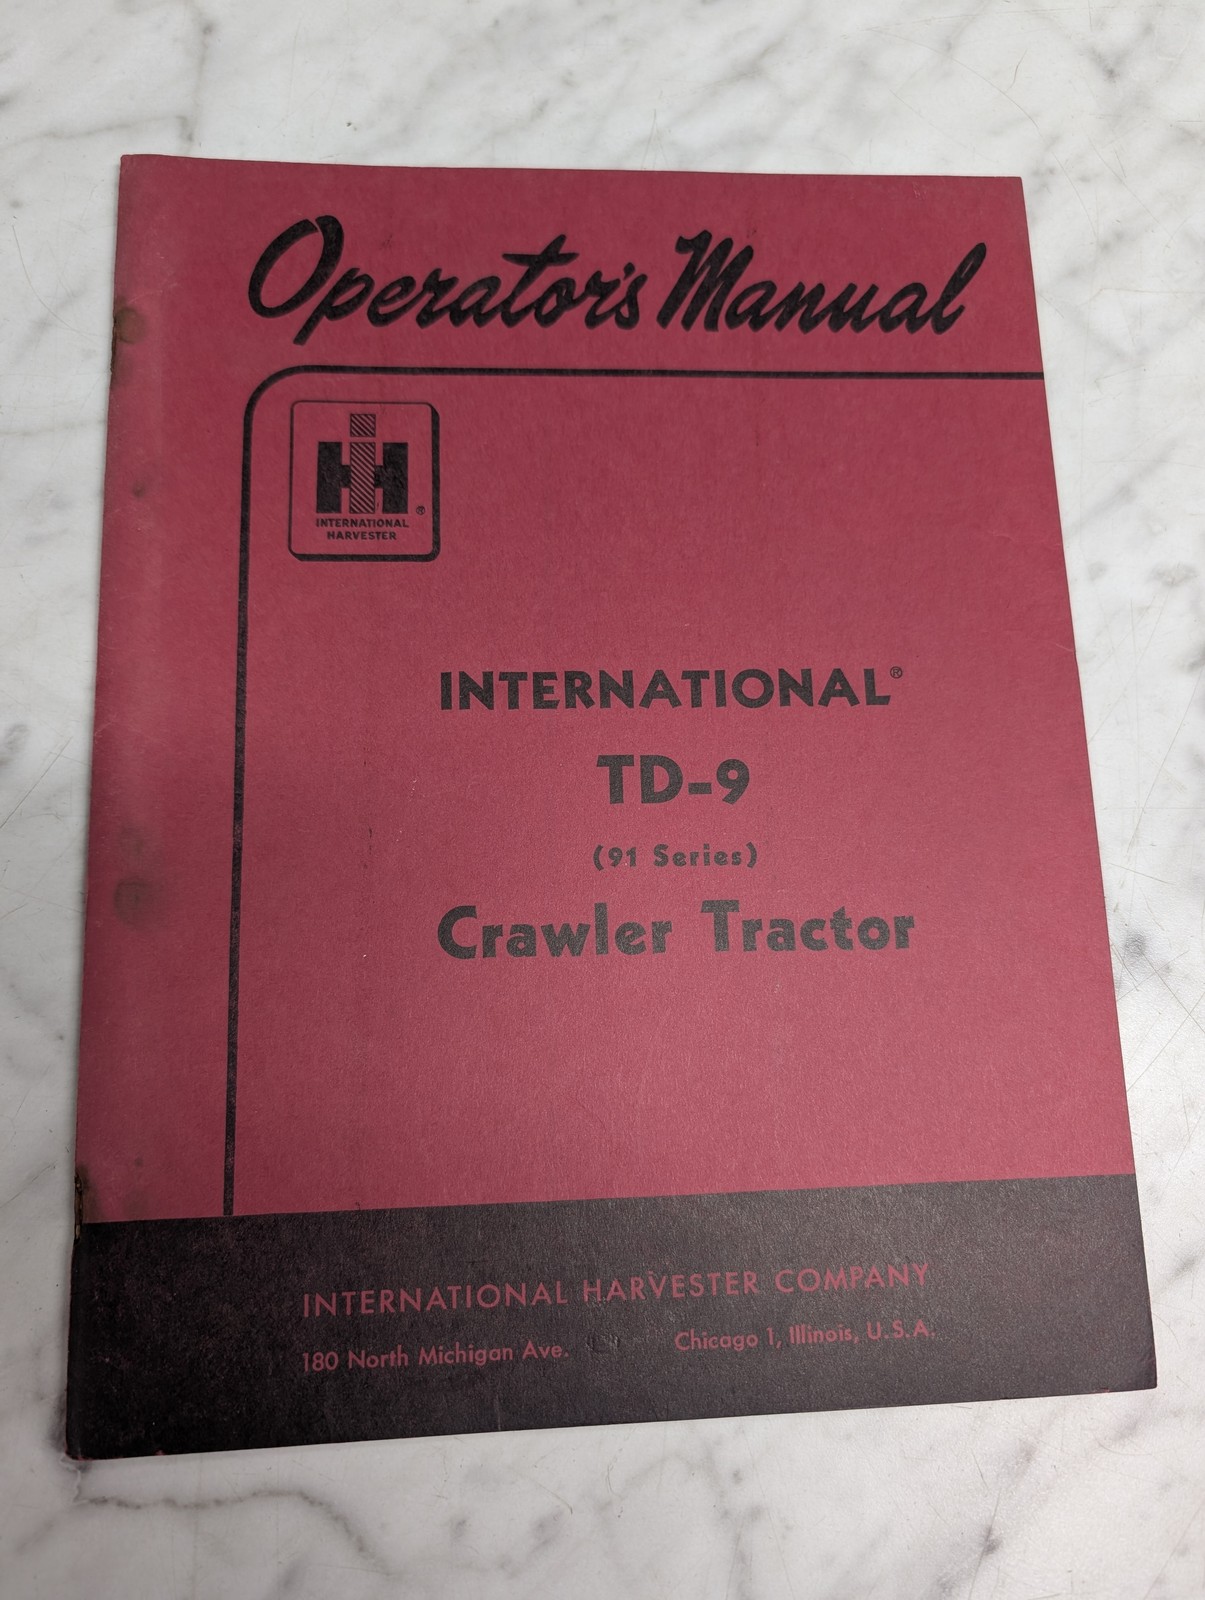 Operator's Manual
IH ®
INTERNATIONAL
HARVESTER
INTERNATIONAL®
TD-9
(91 Series)
Crawler Tractor
INTERNATIONAL HARVESTER COMPANY
180 North Michigan Ave. Chicago 1, Illinois, U.S.A.